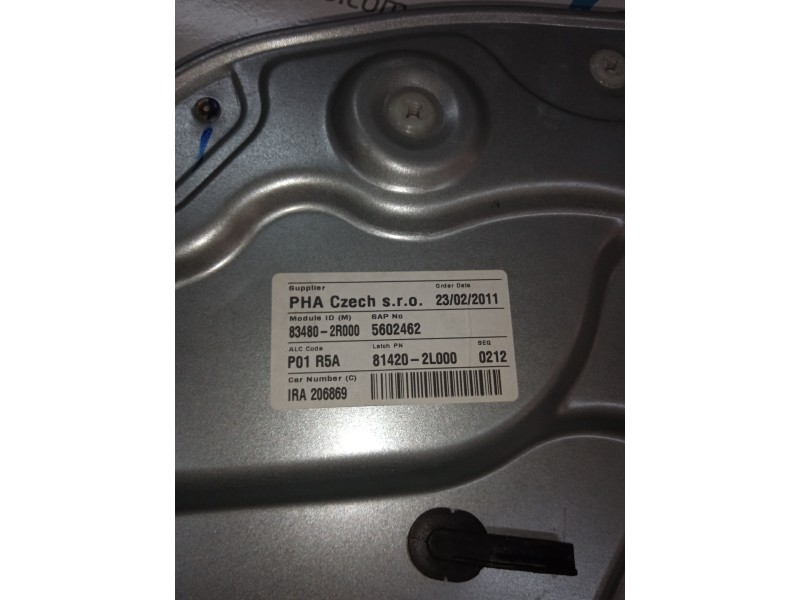 .com
Supplier Order Date
PHA Czech s.r.o. 23/02/2011
Module ID (M) SAP No
83480-2R000 5602462
ALC Code Latch PN SEQ
P01 R5A 81420-2L000 0212
Car Number (C)
IRA 206869